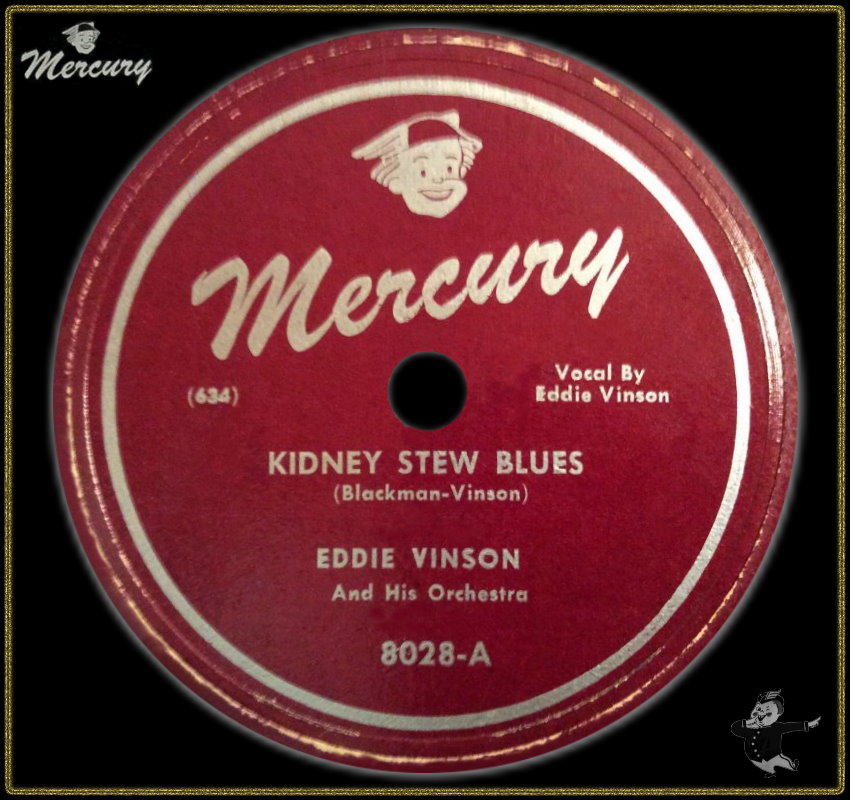 Mercury
Mercury
(634)
Vocal By
Eddie Vinson
KIDNEY STEW BLUES
(Blackman-Vinson)
EDDIE VINSON
And His Orchestra
8028-A